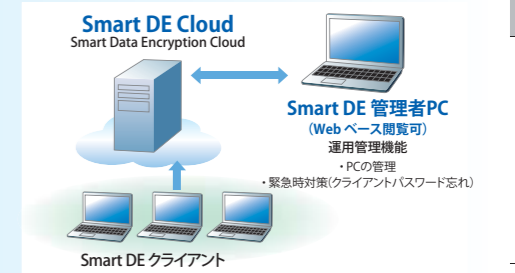 Smart DE Cloud
Smart Data Encryption Cloud
Smart DE 管理者PC
(Web ベース閲覧可)
運用管理機能
・PCの管理
・緊急時対策(クライアントパスワード忘れ)
Smart DE クライアント